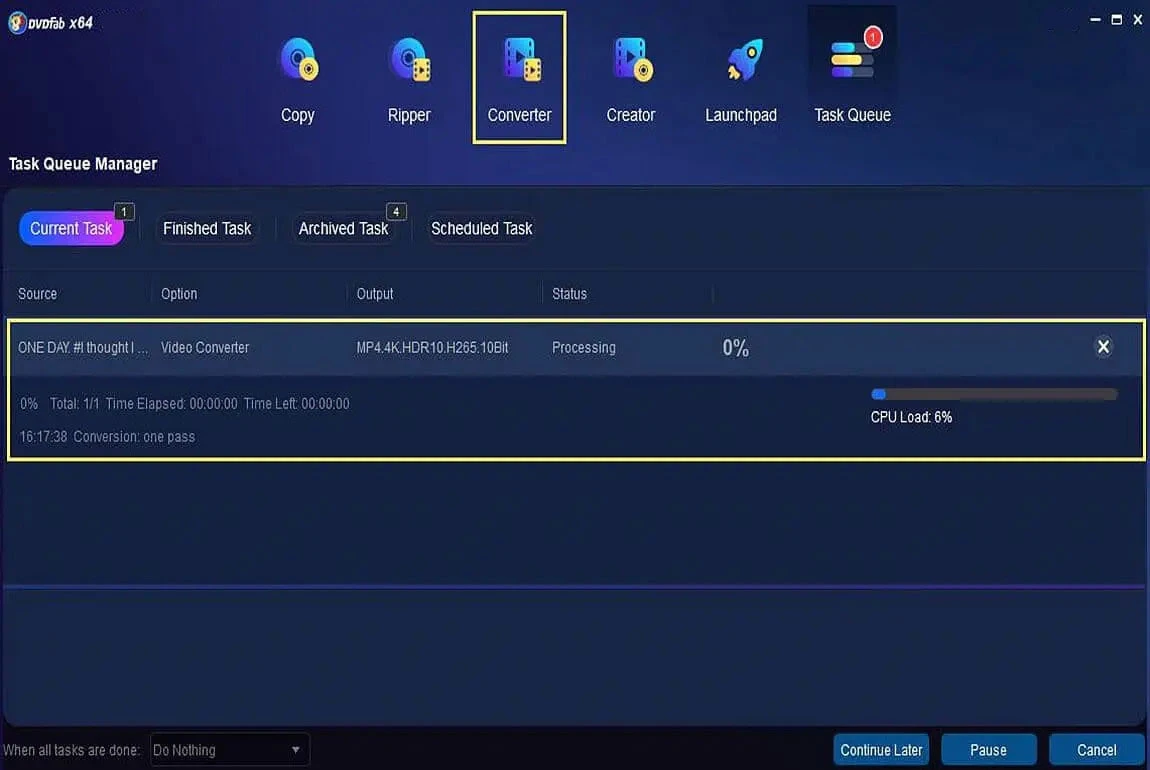 DVDFab x64
1
Copy
Ripper
Converter
Creator
Launchpad
Task Queue
Task Queue Manager
1
4
Current Task
Finished Task
Archived Task
Scheduled Task
Source
Option
Output
Status
ONE DAY. #I thought I ...
Video Converter
MP4.4K.HDR10.H265.10Bit
Processing
0%
0% Total: 1/1 Time Elapsed: 00:00:00 Time Left: 00:00:00
CPU Load: 6%
16:17:38 Conversion: one pass
When all tasks are done:
Do Nothing
Continue Later
Pause
Cancel